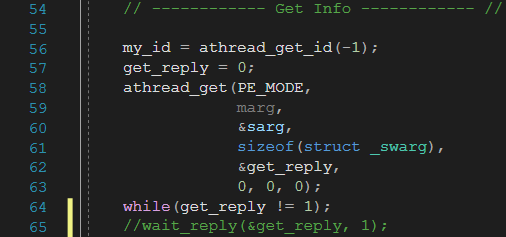 54 // ------------ Get Info ------------ //
55
56 my_id = athread_get_id(-1);
57 get_reply = 0;
58 athread_get(PE_MODE,
59 marg,
60 &sarg,
61 sizeof(struct _swarg),
62 &get_reply,
63 0, 0, 0);
64 while(get_reply != 1);
65 //wait_reply(&get_reply, 1);